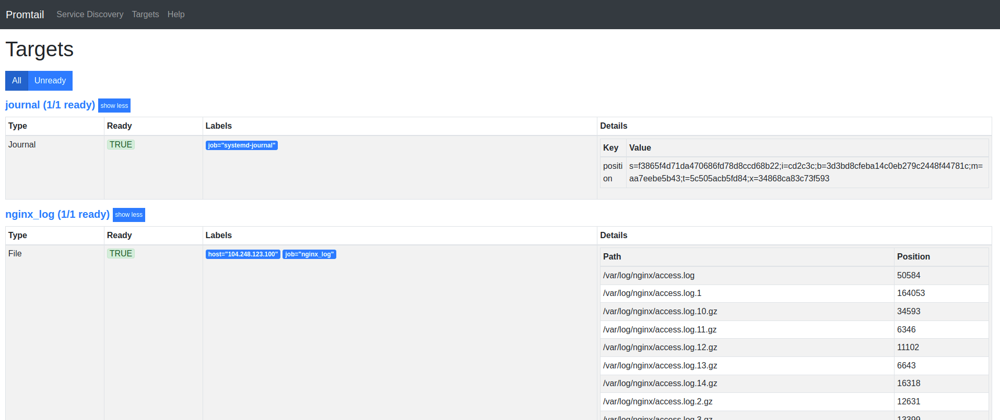 Promtail Service Discovery Targets Help
Targets
All Unready
journal (1/1 ready) show less
Type Ready Labels Details
Journal TRUE job="systemd-journal"
Key Value
positi s=f3865f4d71da470686fd78d8ccd68b22;i=cd2c3c;b=3d3bd8cfeba14c0eb279c2448f44781c;m=
on aa7eebe5b43;t=5c505acb5fd84;x=34868ca83c73f593
nginx_log (1/1 ready) show less
Type Ready Labels Details
File TRUE host="104.248.123.100" job="nginx_log"
Path Position
/var/log/nginx/access.log 50584
/var/log/nginx/access.log.1 164053
/var/log/nginx/access.log.10.gz 34593
/var/log/nginx/access.log.11.gz 6346
/var/log/nginx/access.log.12.gz 11102
/var/log/nginx/access.log.13.gz 6643
/var/log/nginx/access.log.14.gz 16318
/var/log/nginx/access.log.2.gz 12631
/var/log/nginx/access.log.3.gz 13399